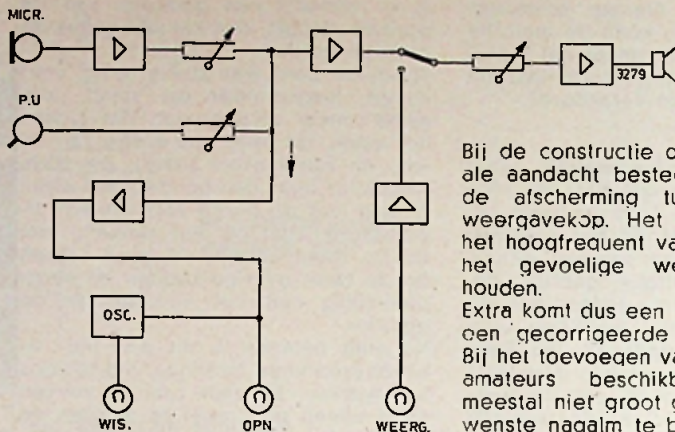 MICR.
P.U
3279
OSC.
WIS.
OPN.
WEERG.
Bij de constructie
ale aandacht bestee
de afscherming tu
weergavekop. Het
het hoogfrequent va
het gevoelige we
houden.
Extra komt dus een
een gecorrigeerde
Bij het toevoegen va
amateurs beschikb
meestal niet groot g
wenste nagalm te b